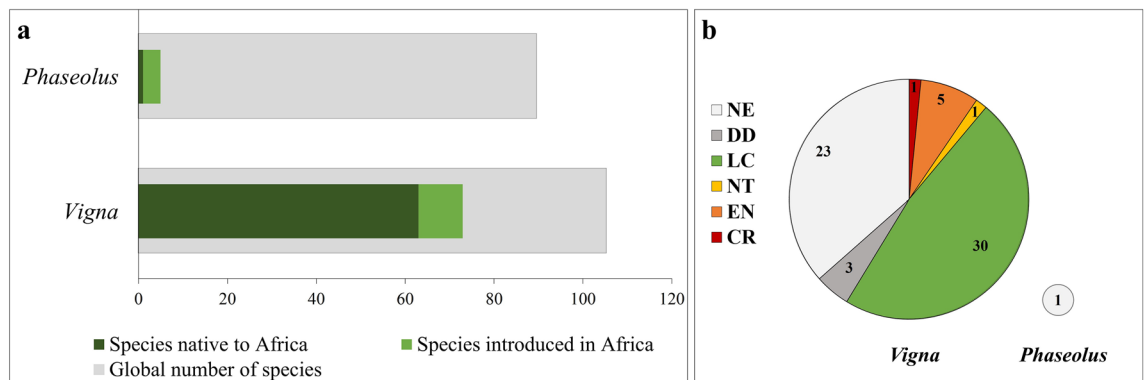 a
Phaseolus
Vigna
0 20 40 60 80 100 120
Species native to Africa
Species introduced in Africa
Global number of species
b
NE
DD
LC
NT
EN
CR
1
5
1
23
30
3
1
Vigna
Phaseolus